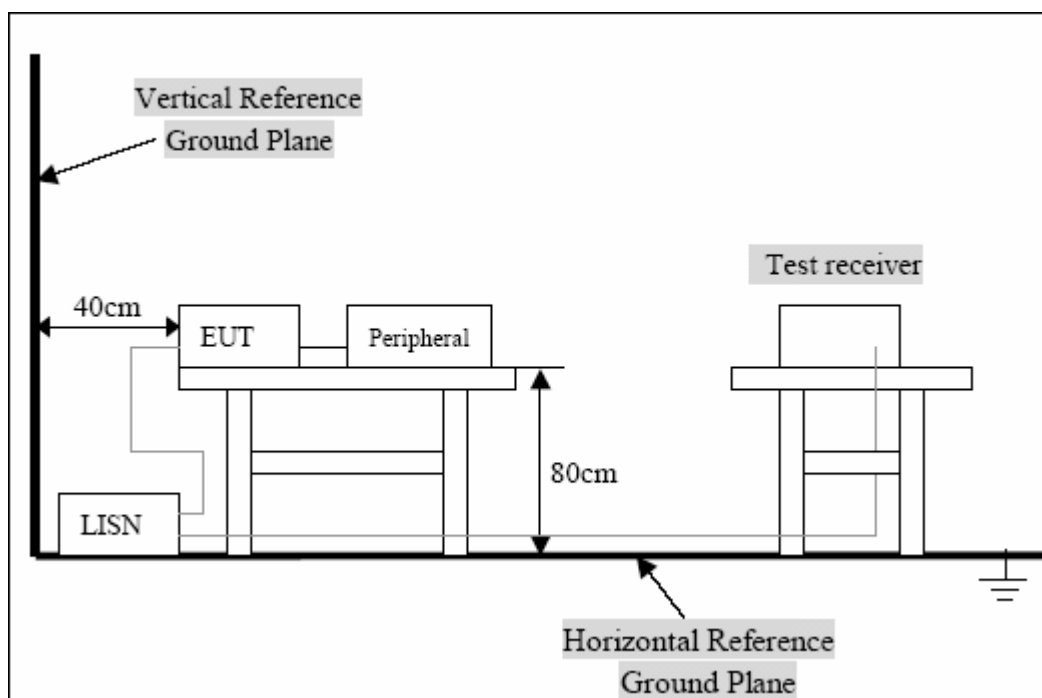 Vertical Reference
Ground Plane
Test receiver
40cm
EUT
Peripheral
80cm
LISN
Horizontal Reference
Ground Plane